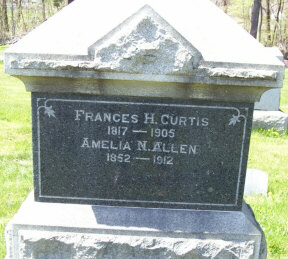 FRANCES H. CURTIS
1817 — 1905
AMELIA N. ALLEN
1852 — 1912